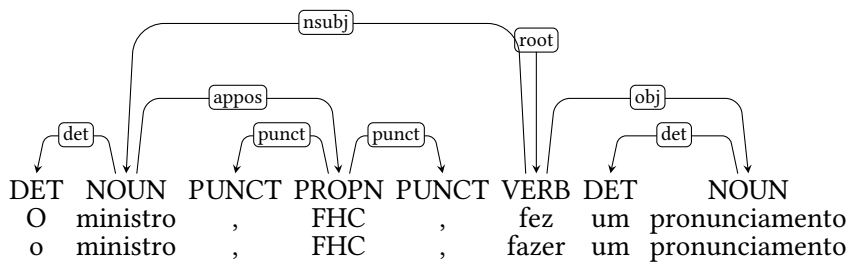 nsubj
root
appos obj
det punct punct det
DET NOUN PUNCT PROPN PUNCT VERB DET NOUN
O ministro , FHC , fez um pronunciamento
o ministro , FHC , fazer um pronunciamento